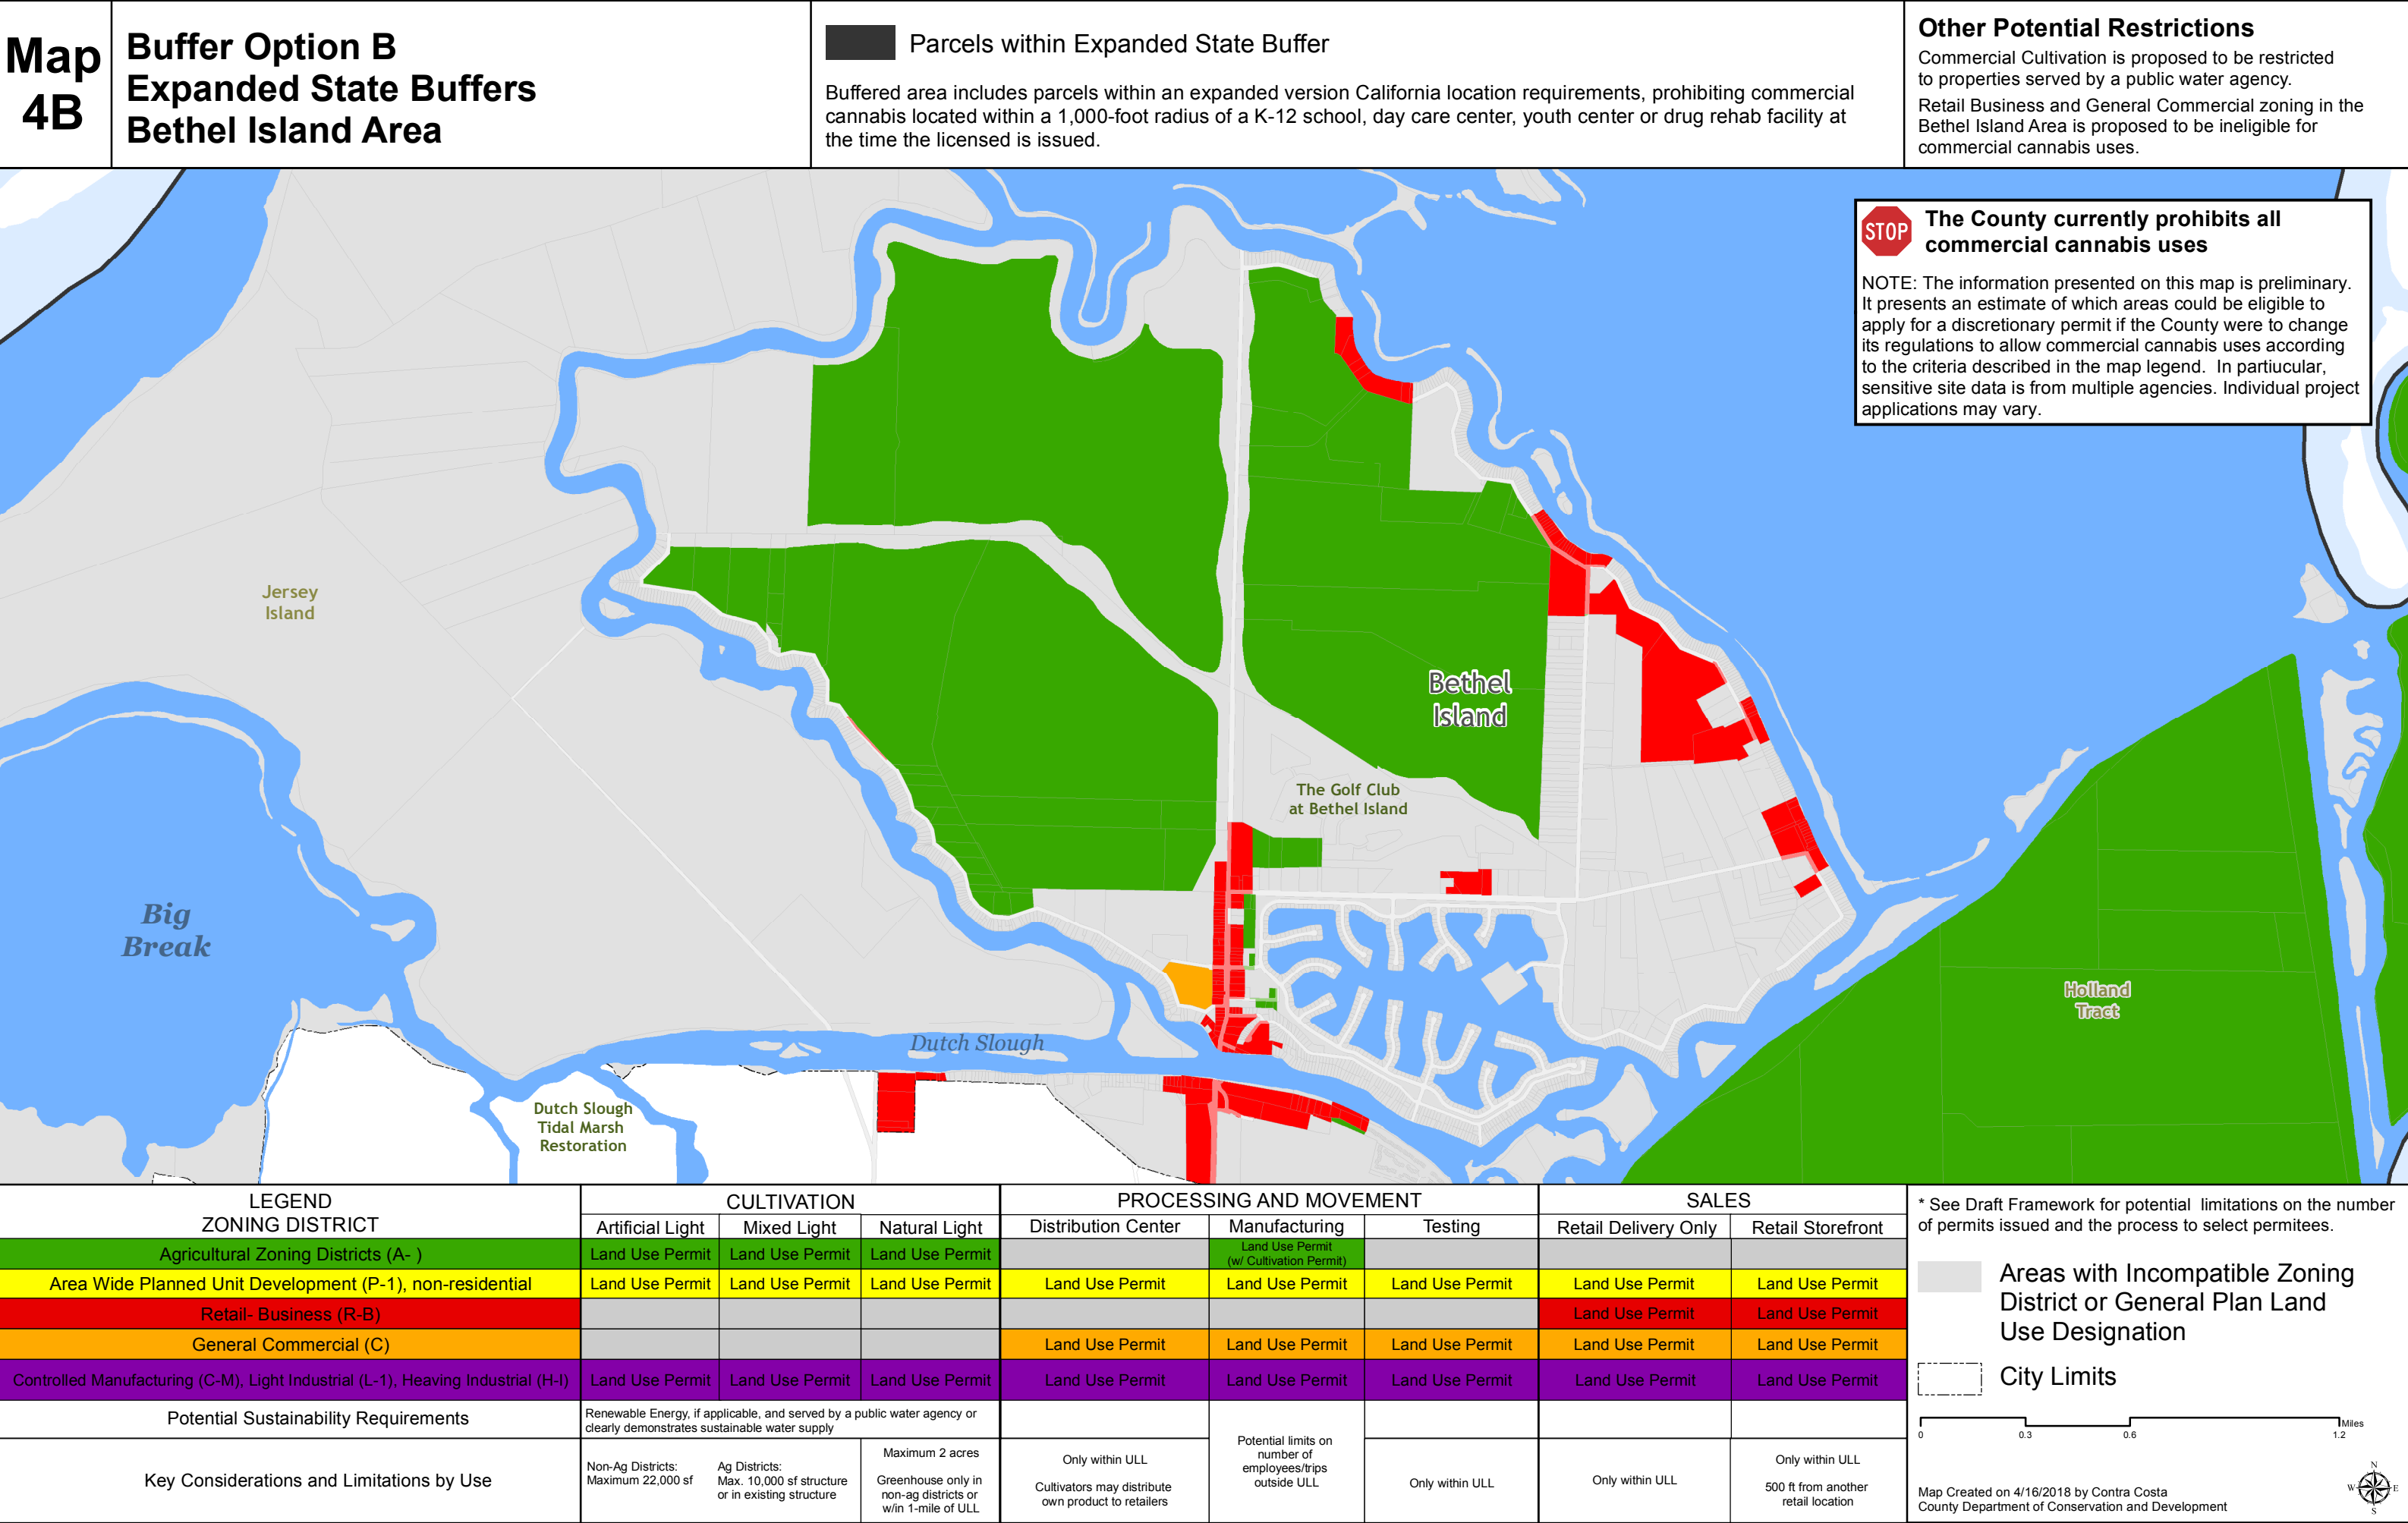 Map
4B
Buffer Option B
Expanded State Buffers
Bethel Island Area
Parcels within Expanded State Buffer
Buffered area includes parcels within an expanded version California location requirements, prohibiting commercial
cannabis located within a 1,000-foot radius of a K-12 school, day care center, youth center or drug rehab facility at
the time the licensed is issued.
Other Potential Restrictions
Commercial Cultivation is proposed to be restricted
to properties served by a public water agency.
Retail Business and General Commercial zoning in the
Bethel Island Area is proposed to be ineligible for
commercial cannabis uses.
STOP
The County currently prohibits all
commercial cannabis uses
NOTE: The information presented on this map is preliminary.
It presents an estimate of which areas could be eligible to
apply for a discretionary permit if the County were to change
its regulations to allow commercial cannabis uses according
to the criteria described in the map legend. In partiucular,
sensitive site data is from multiple agencies. Individual project
applications may vary.
Jersey
Island
Bethel
Island
The Golf Club
at Bethel Island
Big
Break
Holland
Tract
Dutch Slough
Dutch Slough
Tidal Marsh
Restoration
LEGEND
ZONING DISTRICT
CULTIVATION
PROCESSING AND MOVEMENT
SALES
Artificial Light
Mixed Light
Natural Light
Distribution Center
Manufacturing
Testing
Retail Delivery Only
Retail Storefront
Agricultural Zoning Districts (A- )
Land Use Permit
Land Use Permit
Land Use Permit
Land Use Permit
(w/ Cultivation Permit)
Area Wide Planned Unit Development (P-1), non-residential
Land Use Permit
Land Use Permit
Land Use Permit
Land Use Permit
Land Use Permit
Land Use Permit
Land Use Permit
Land Use Permit
Retail- Business (R-B)
Land Use Permit
Land Use Permit
General Commercial (C)
Land Use Permit
Land Use Permit
Land Use Permit
Land Use Permit
Land Use Permit
Controlled Manufacturing (C-M), Light Industrial (L-1), Heaving Industrial (H-I)
Land Use Permit
Land Use Permit
Land Use Permit
Land Use Permit
Land Use Permit
Land Use Permit
Land Use Permit
Land Use Permit
Potential Sustainability Requirements
Renewable Energy, if applicable, and served by a public water agency or
clearly demonstrates sustainable water supply
Key Considerations and Limitations by Use
Non-Ag Districts:
Maximum 22,000 sf
Ag Districts:
Max. 10,000 sf structure
or in existing structure
Maximum 2 acres
Greenhouse only in
non-ag districts or
w/in 1-mile of ULL
Only within ULL
Cultivators may distribute
own product to retailers
Potential limits on
number of
employees/trips
outside ULL
Only within ULL
Only within ULL
Only within ULL
500 ft from another
retail location
* See Draft Framework for potential limitations on the number
of permits issued and the process to select permitees.
Areas with Incompatible Zoning
District or General Plan Land
Use Designation
City Limits
Miles
0 0.3 0.6 1.2
Map Created on 4/16/2018 by Contra Costa
County Department of Conservation and Development
N
W E
S